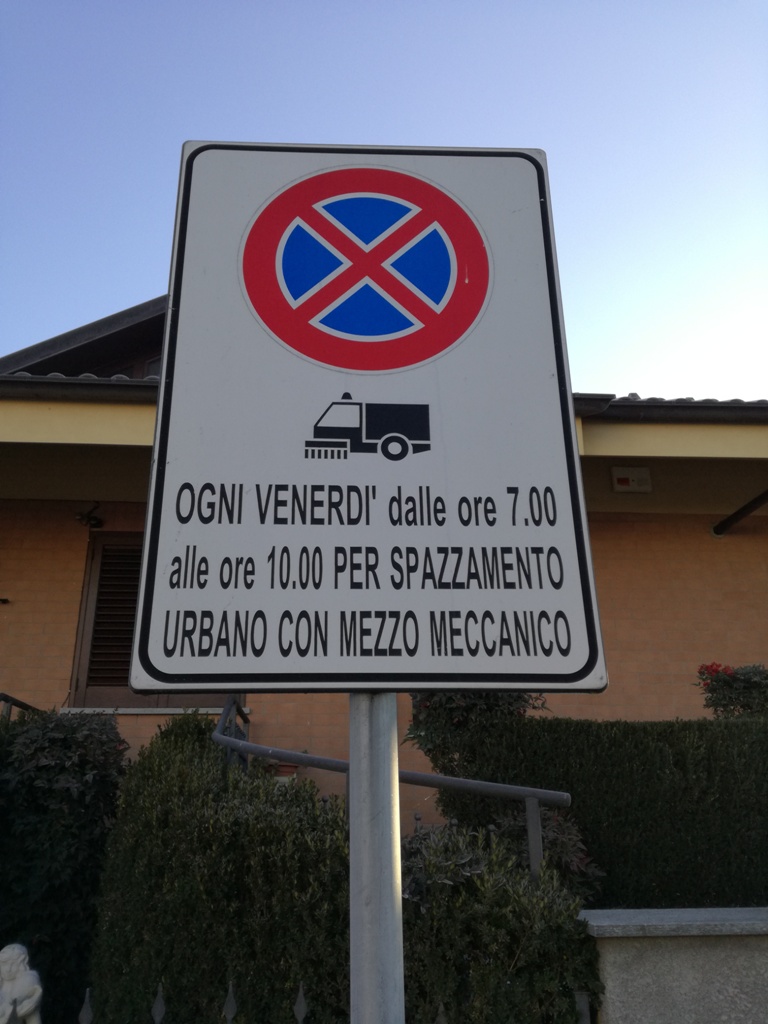 OGNI VENERDI' dalle ore 7.00
alle ore 10.00 PER SPAZZAMENTO
URBANO CON MEZZO MECCANICO